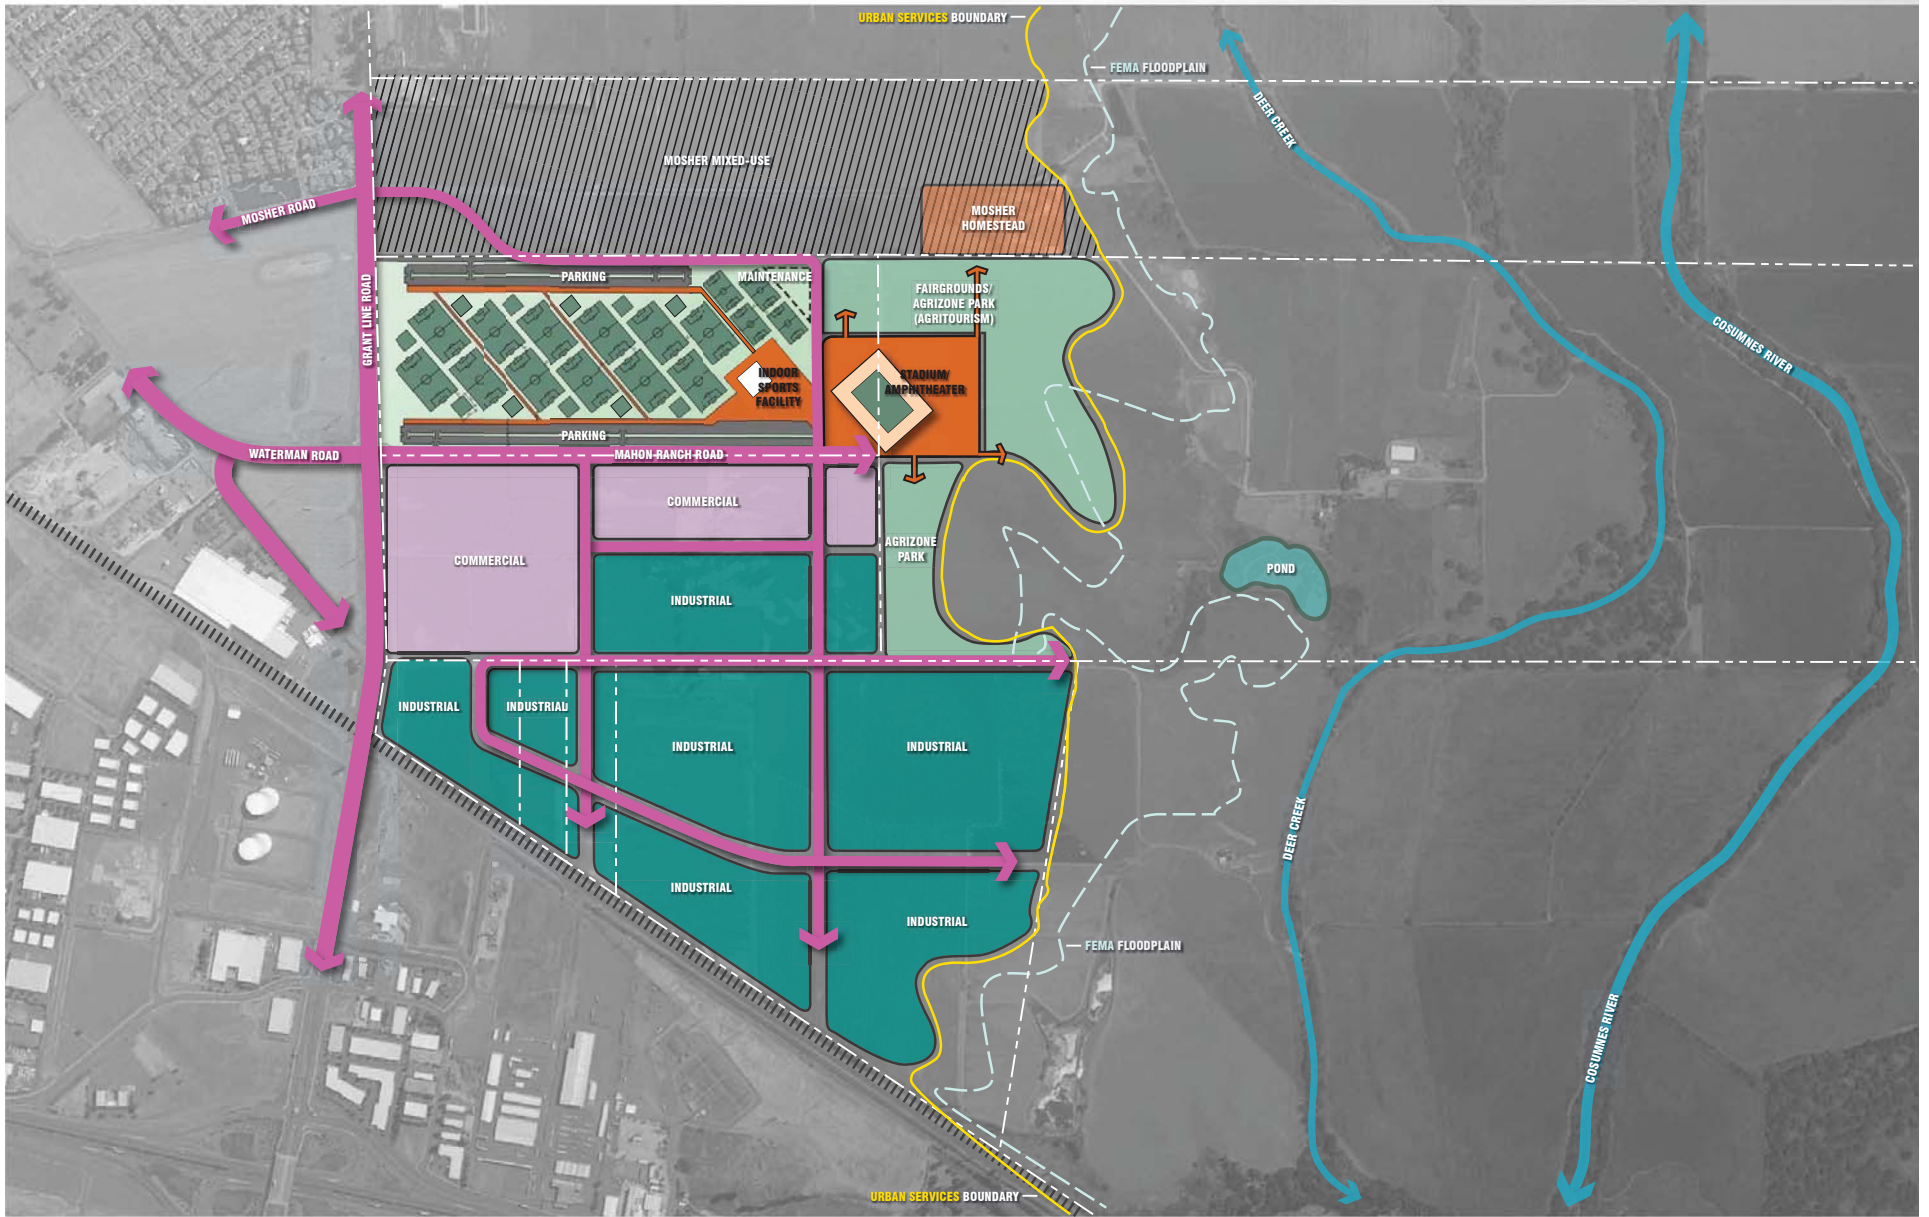 URBAN SERVICES BOUNDARY
FEMA FLOODPLAIN
DEER CREEK
MOSHER MIXED-USE
MOSHER ROAD
MOSHER
HOMESTEAD
PARKING
MAINTENANCE
FAIRGROUNDS/
AGRIZONE PARK
(AGRITOURISM)
GRANT LINE ROAD
COSUMNES RIVER
INDOOR
SPORTS
FACILITY
STADIUM/
AMPHITHEATER
PARKING
WATERMAN ROAD
MAHON RANCH ROAD
COMMERCIAL
COMMERCIAL
AGRIZONE
PARK
POND
INDUSTRIAL
INDUSTRIAL
INDUSTRIAL
INDUSTRIAL
INDUSTRIAL
DEER CREEK
INDUSTRIAL
INDUSTRIAL
FEMA FLOODPLAIN
COSUMNES RIVER
URBAN SERVICES BOUNDARY